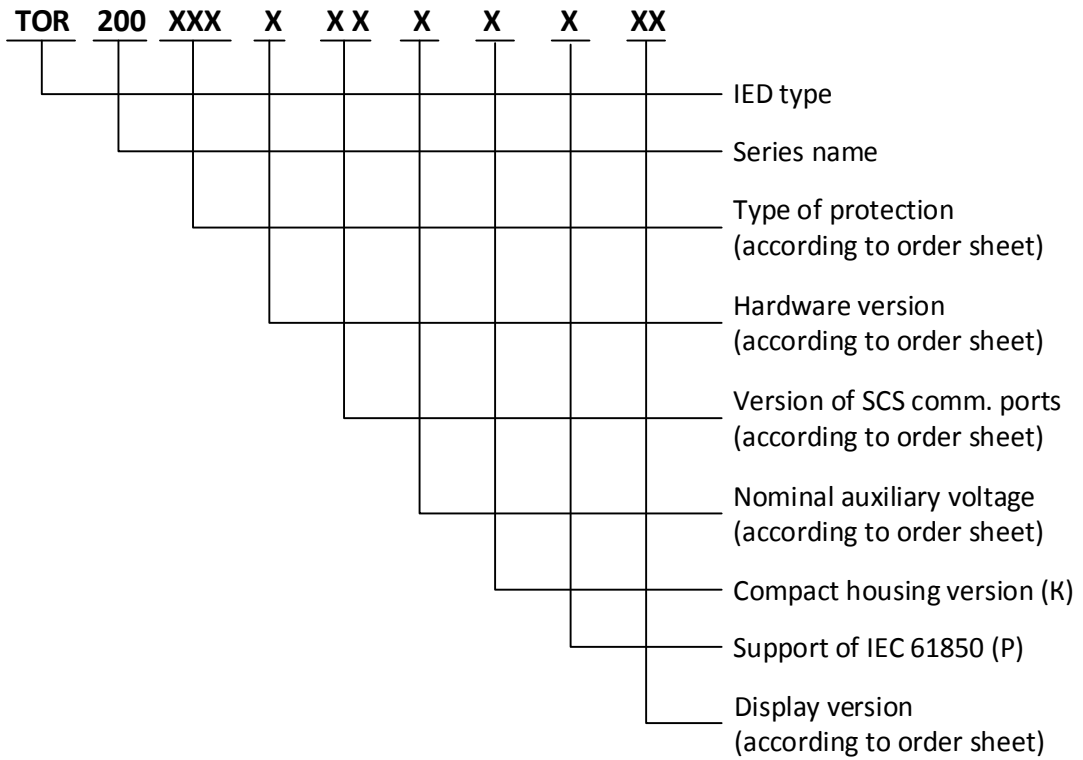 TOR 200 XXX X X X X X X XX
IED type
Series name
Type of protection
(according to order sheet)
Hardware version
(according to order sheet)
Version of SCS comm. ports
(according to order sheet)
Nominal auxiliary voltage
(according to order sheet)
Compact housing version (К)
Support of IEC 61850 (P)
Display version
(according to order sheet)